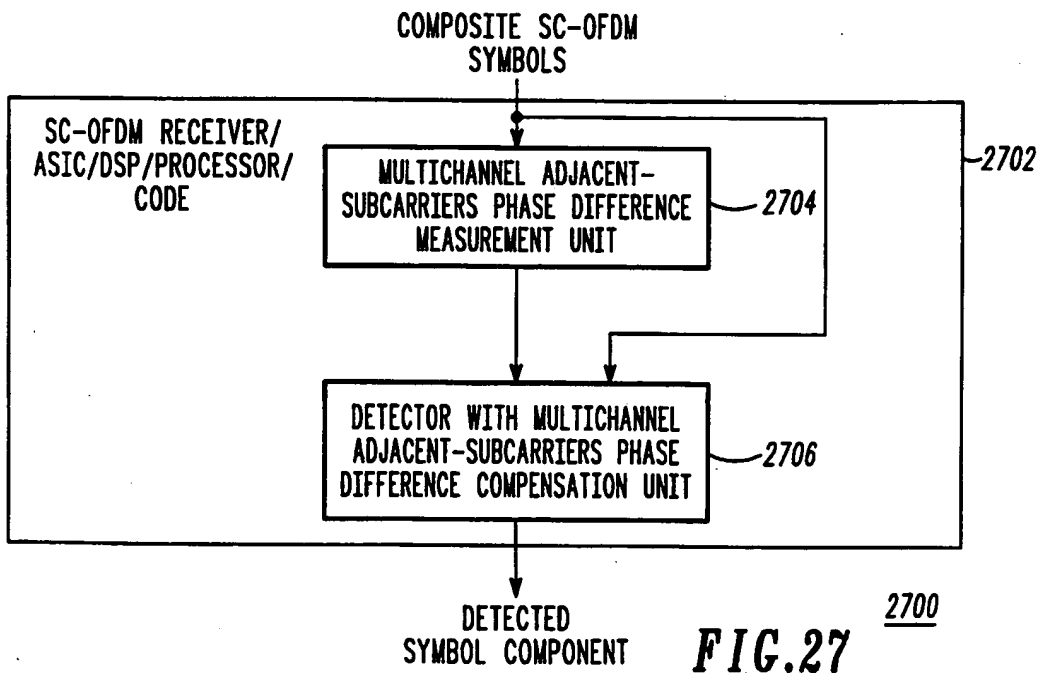 COMPOSITE SC-OFDM
SYMBOLS
SC-OFDM RECEIVER/
ASIC/DSP/PROCESSOR/
CODE
2702
MULTICHANNEL ADJACENT-
SUBCARRIERS PHASE DIFFERENCE
MEASUREMENT UNIT
2704
DETECTOR WITH MULTICHANNEL
ADJACENT-SUBCARRIERS PHASE
DIFFERENCE COMPENSATION UNIT
2706
DETECTED
SYMBOL COMPONENT
2700
FIG.27